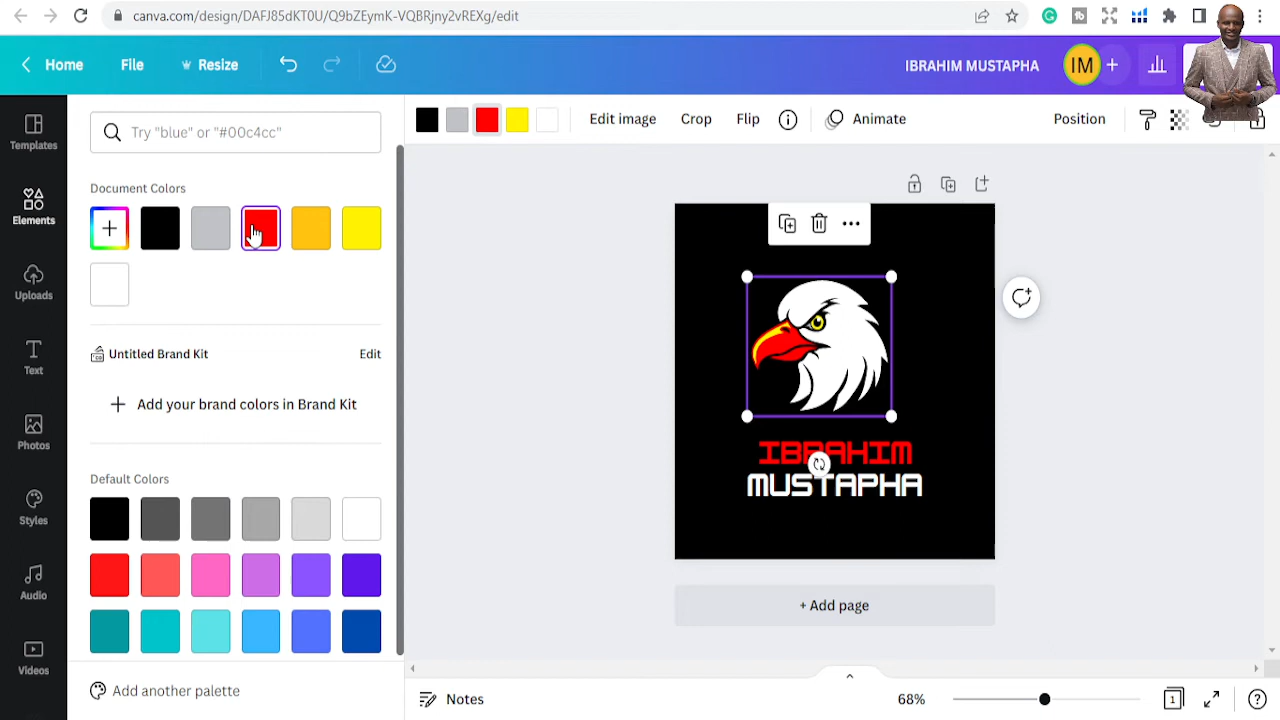 canva.com/design/DAFJ85dKT0U/Q9bZEymK-VQBRjny2vREXg/edit
Home
File
Resize
IBRAHIM MUSTAPHA
IM
+
Templates
Elements
Uploads
Text
Photos
Styles
Audio
Videos
Try "blue" or "#00c4cc"
Document Colors
Untitled Brand Kit
Edit
Add your brand colors in Brand Kit
Default Colors
Add another palette
Edit image
Crop
Flip
Animate
Position
IBRAHIM
MUSTAPHA
+ Add page
Notes
68%
1